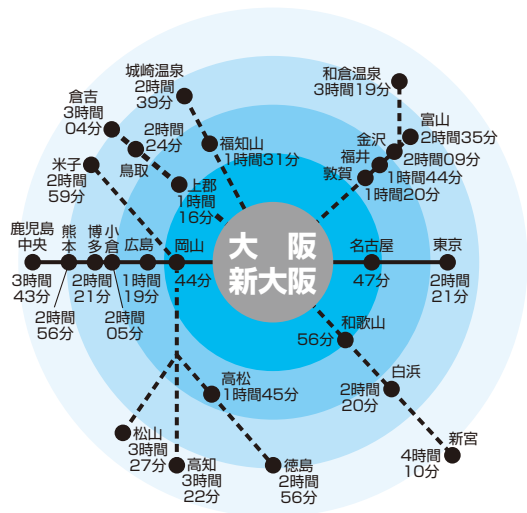 城崎温泉
2時間
39分
和倉温泉
3時間19分
倉吉
3時間
04分
2時間
24分
鳥取
福知山
1時間31分
富山
2時間35分
金沢
2時間09分
福井
1時間44分
敦賀
1時間20分
米子
2時間
59分
上郡
1時間
16分
鹿児島
中央
3時間
43分
熊本
2時間
56分
博多
2時間
21分
小倉
2時間
05分
広島
1時間
19分
岡山
44分
大 阪
新大阪
名古屋
47分
東京
2時間
21分
和歌山
56分
白浜
2時間
20分
新宮
4時間
10分
高松
1時間45分
松山
3時間
27分
高知
3時間
22分
徳島
2時間
56分